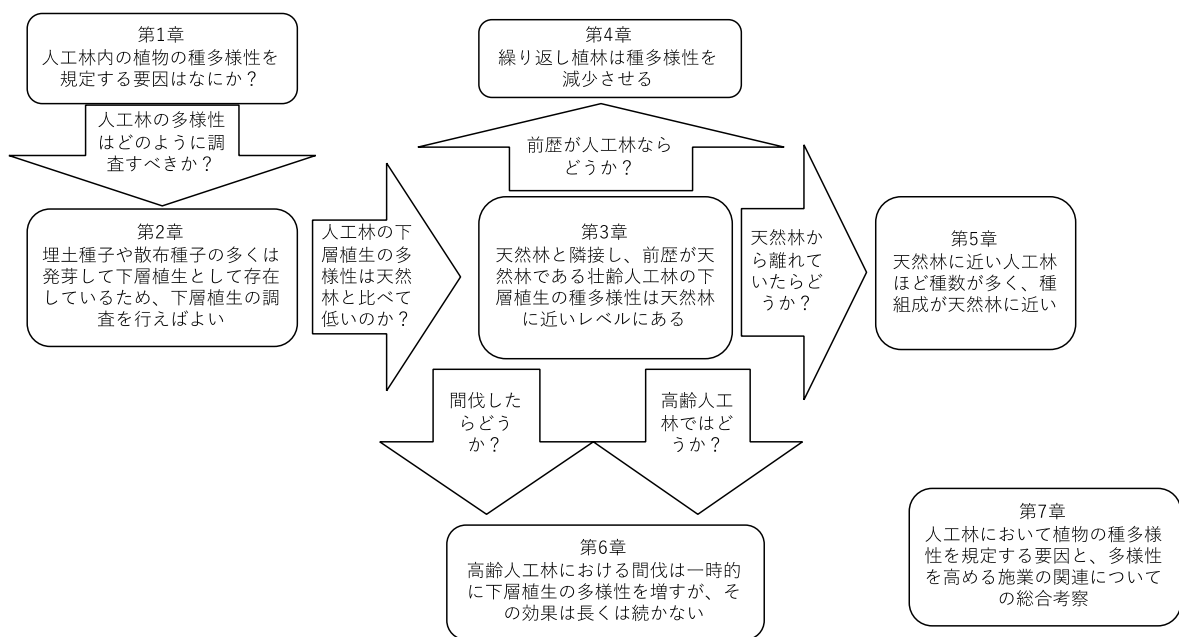 第1章
人工林内の植物の種多様性を
規定する要因はなにか？
人工林の多様性
はどのように調
査すべきか？
第2章
埋土種子や散布種子の多くは
発芽して下層植生として存在
しているため、下層植生の調
査を行えばよい
人工林の下
層植生の多
様性は天然
林と比べて
低いのか？
第3章
天然林と隣接し、前歴が天
然林である壮齢人工林の下
層植生の種多様性は天然林
に近いレベルにある
前歴が人工林なら
どうか？
第4章
繰り返し植林は種多様性を
減少させる
天然林か
ら離れて
いたらど
うか？
第5章
天然林に近い人工林
ほど種数が多く、種
組成が天然林に近い
間伐した
らどう
か？
高齢人工
林ではど
うか？
第6章
高齢人工林における間伐は一時的
に下層植生の多様性を増すが、そ
の効果は長くは続かない
第7章
人工林において植物の種多様
性を規定する要因と、多様性
を高める施業の関連について
の総合考察